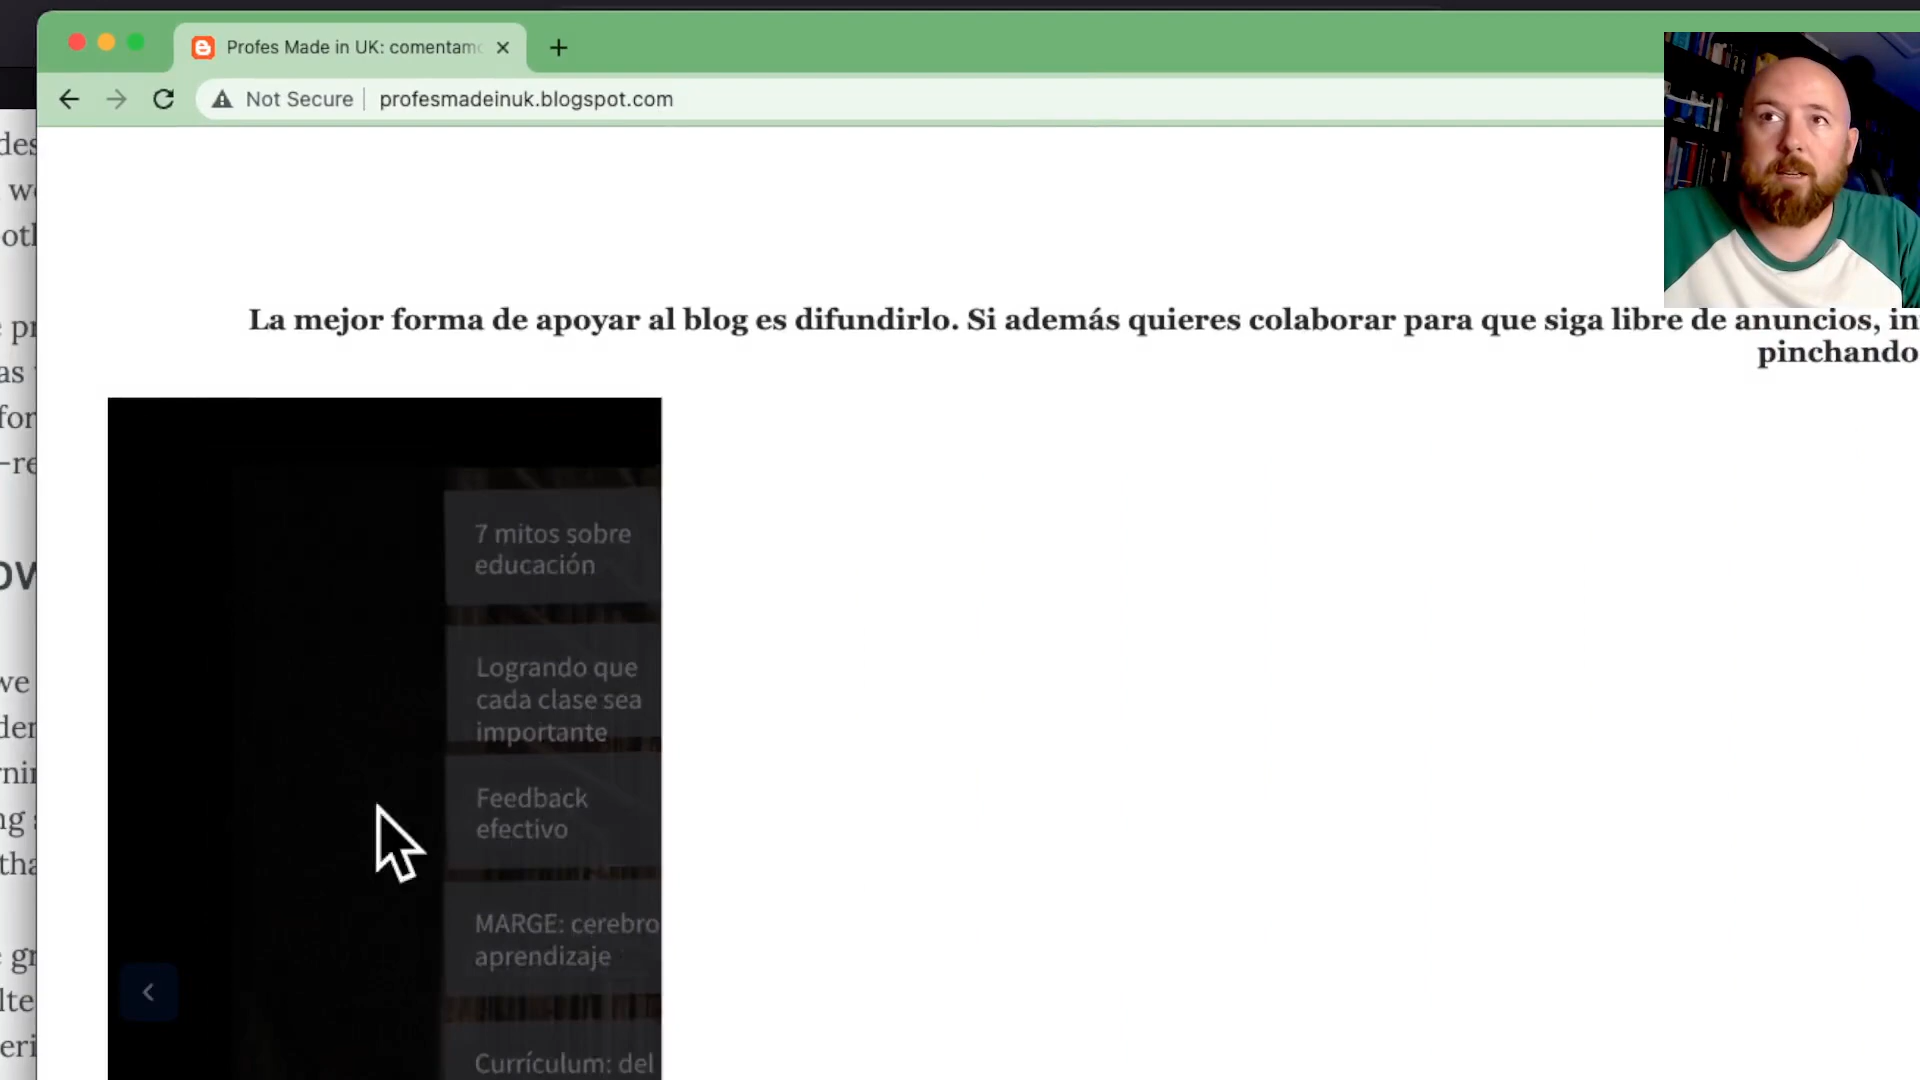 Profes Made in UK: comentamo
Not Secure
profesmadeinuk.blogspot.com
La mejor forma de apoyar al blog es difundirlo. Si además quieres colaborar para que siga libre de anuncios, in
pinchando
7 mitos sobre
educación
Logrando que
cada clase sea
importante
Feedback
efectivo
MARGE: cerebro
aprendizaje
Currículum: del